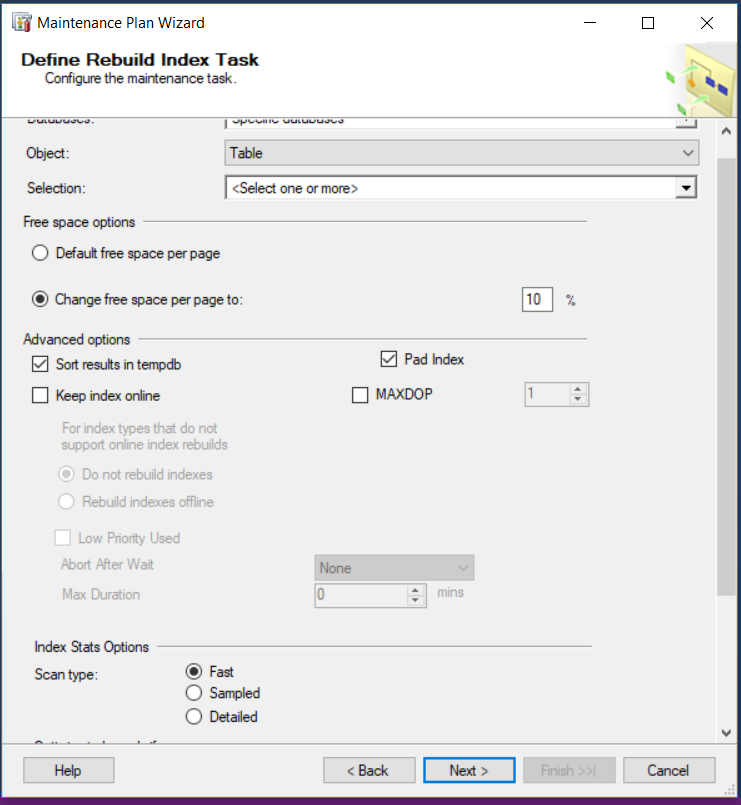 Maintenance Plan Wizard
Define Rebuild Index Task
Configure the maintenance task.
Databases: Specific databases
Object: Table
Selection: <Select one or more>
Free space options
Default free space per page
Change free space per page to: 10 %
Advanced options
Sort results in tempdb Pad Index
Keep index online MAXDOP 1
For index types that do not
support online index rebuilds
Do not rebuild indexes
Rebuild indexes offline
Low Priority Used
Abort After Wait None
Max Duration 0 mins
Index Stats Options
Scan type: Fast
Sampled
Detailed
Help < Back Next > Finish >>| Cancel